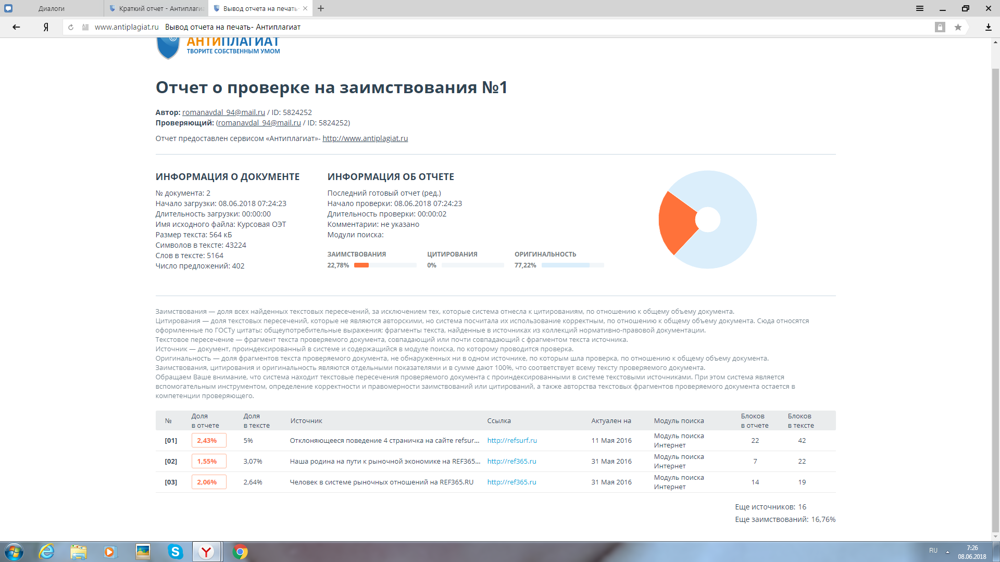 Диалоги
Краткий отчет - Антиплагиа
Вывод отчета на печать-
www.antiplagiat.ru Вывод отчета на печать- Антиплагиат
АНТИПЛАГИАТ
ТВОРИТЕ СОБСТВЕННЫМ УМОМ
Отчет о проверке на заимствования №1
Автор: romanavdal_94@mail.ru / ID: 5824252
Проверяющий: (romanavdal_94@mail.ru / ID: 5824252)
Отчет предоставлен сервисом «Антиплагиат»- http://www.antiplagiat.ru
ИНФОРМАЦИЯ О ДОКУМЕНТЕ
№ документа: 2
Начало загрузки: 08.06.2018 07:24:23
Длительность загрузки: 00:00:00
Имя исходного файла: Курсовая ОЭТ
Размер текста: 564 кБ
Символов в тексте: 43224
Слов в тексте: 5164
Число предложений: 402
ИНФОРМАЦИЯ ОБ ОТЧЕТЕ
Последний готовый отчет (ред.)
Начало проверки: 08.06.2018 07:24:23
Длительность проверки: 00:00:02
Комментарии: не указано
Модули поиска:
ЗАИМСТВОВАНИЯ
22,78%
ЦИТИРОВАНИЯ
0%
ОРИГИНАЛЬНОСТЬ
77,22%
Заимствования — доля всех найденных текстовых пересечений, за исключением тех, которые система отнесла к цитированиям, по отношению к общему объему документа.
Цитирования — доля текстовых пересечений, которые не являются авторскими, но система посчитала их использование корректным, по отношению к общему объему документа. Сюда относятся
оформленные по ГОСТу цитаты; общеупотребительные выражения; фрагменты текста, найденные в источниках из коллекций нормативно-правовой документации.
Текстовое пересечение — фрагмент текста проверяемого документа, совпадающий или почти совпадающий с фрагментом текста источника.
Источник — документ, проиндексированный в системе и содержащийся в модуле поиска, по которому проводится проверка.
Оригинальность — доля фрагментов текста проверяемого документа, не обнаруженных ни в одном источнике, по которым шла проверка, по отношению к общему объему документа.
Заимствования, цитирования и оригинальность являются отдельными показателями и в сумме дают 100%, что соответствует всему тексту проверяемого документа.
Обращаем Ваше внимание, что система находит текстовые пересечения проверяемого документа с проиндексированными в системе текстовыми источниками. При этом система является
вспомогательным инструментом, определение корректности и правомерности заимствований или цитирований, а также авторства текстовых фрагментов проверяемого документа остается в
компетенции проверяющего.
№ Доля в отчете Доля в тексте Источник Ссылка Актуален на Модуль поиска Блоков в отчете Блоков в тексте
[01] 2,43% 5% Отклоняющееся поведение 4 страничка на сайте refsur... http://refsurf.ru 11 Мая 2016 Модуль поиска Интернет 22 42
[02] 1,55% 3,07% Наша родина на пути к рыночной экономике на REF365... http://ref365.ru 31 Мая 2016 Модуль поиска Интернет 7 22
[03] 2,06% 2,64% Человек в системе рыночных отношений на REF365.RU http://ref365.ru 31 Мая 2016 Модуль поиска Интернет 14 19
Еще источников: 16
Еще заимствований: 16,76%
RU
7:26
08.06.2018